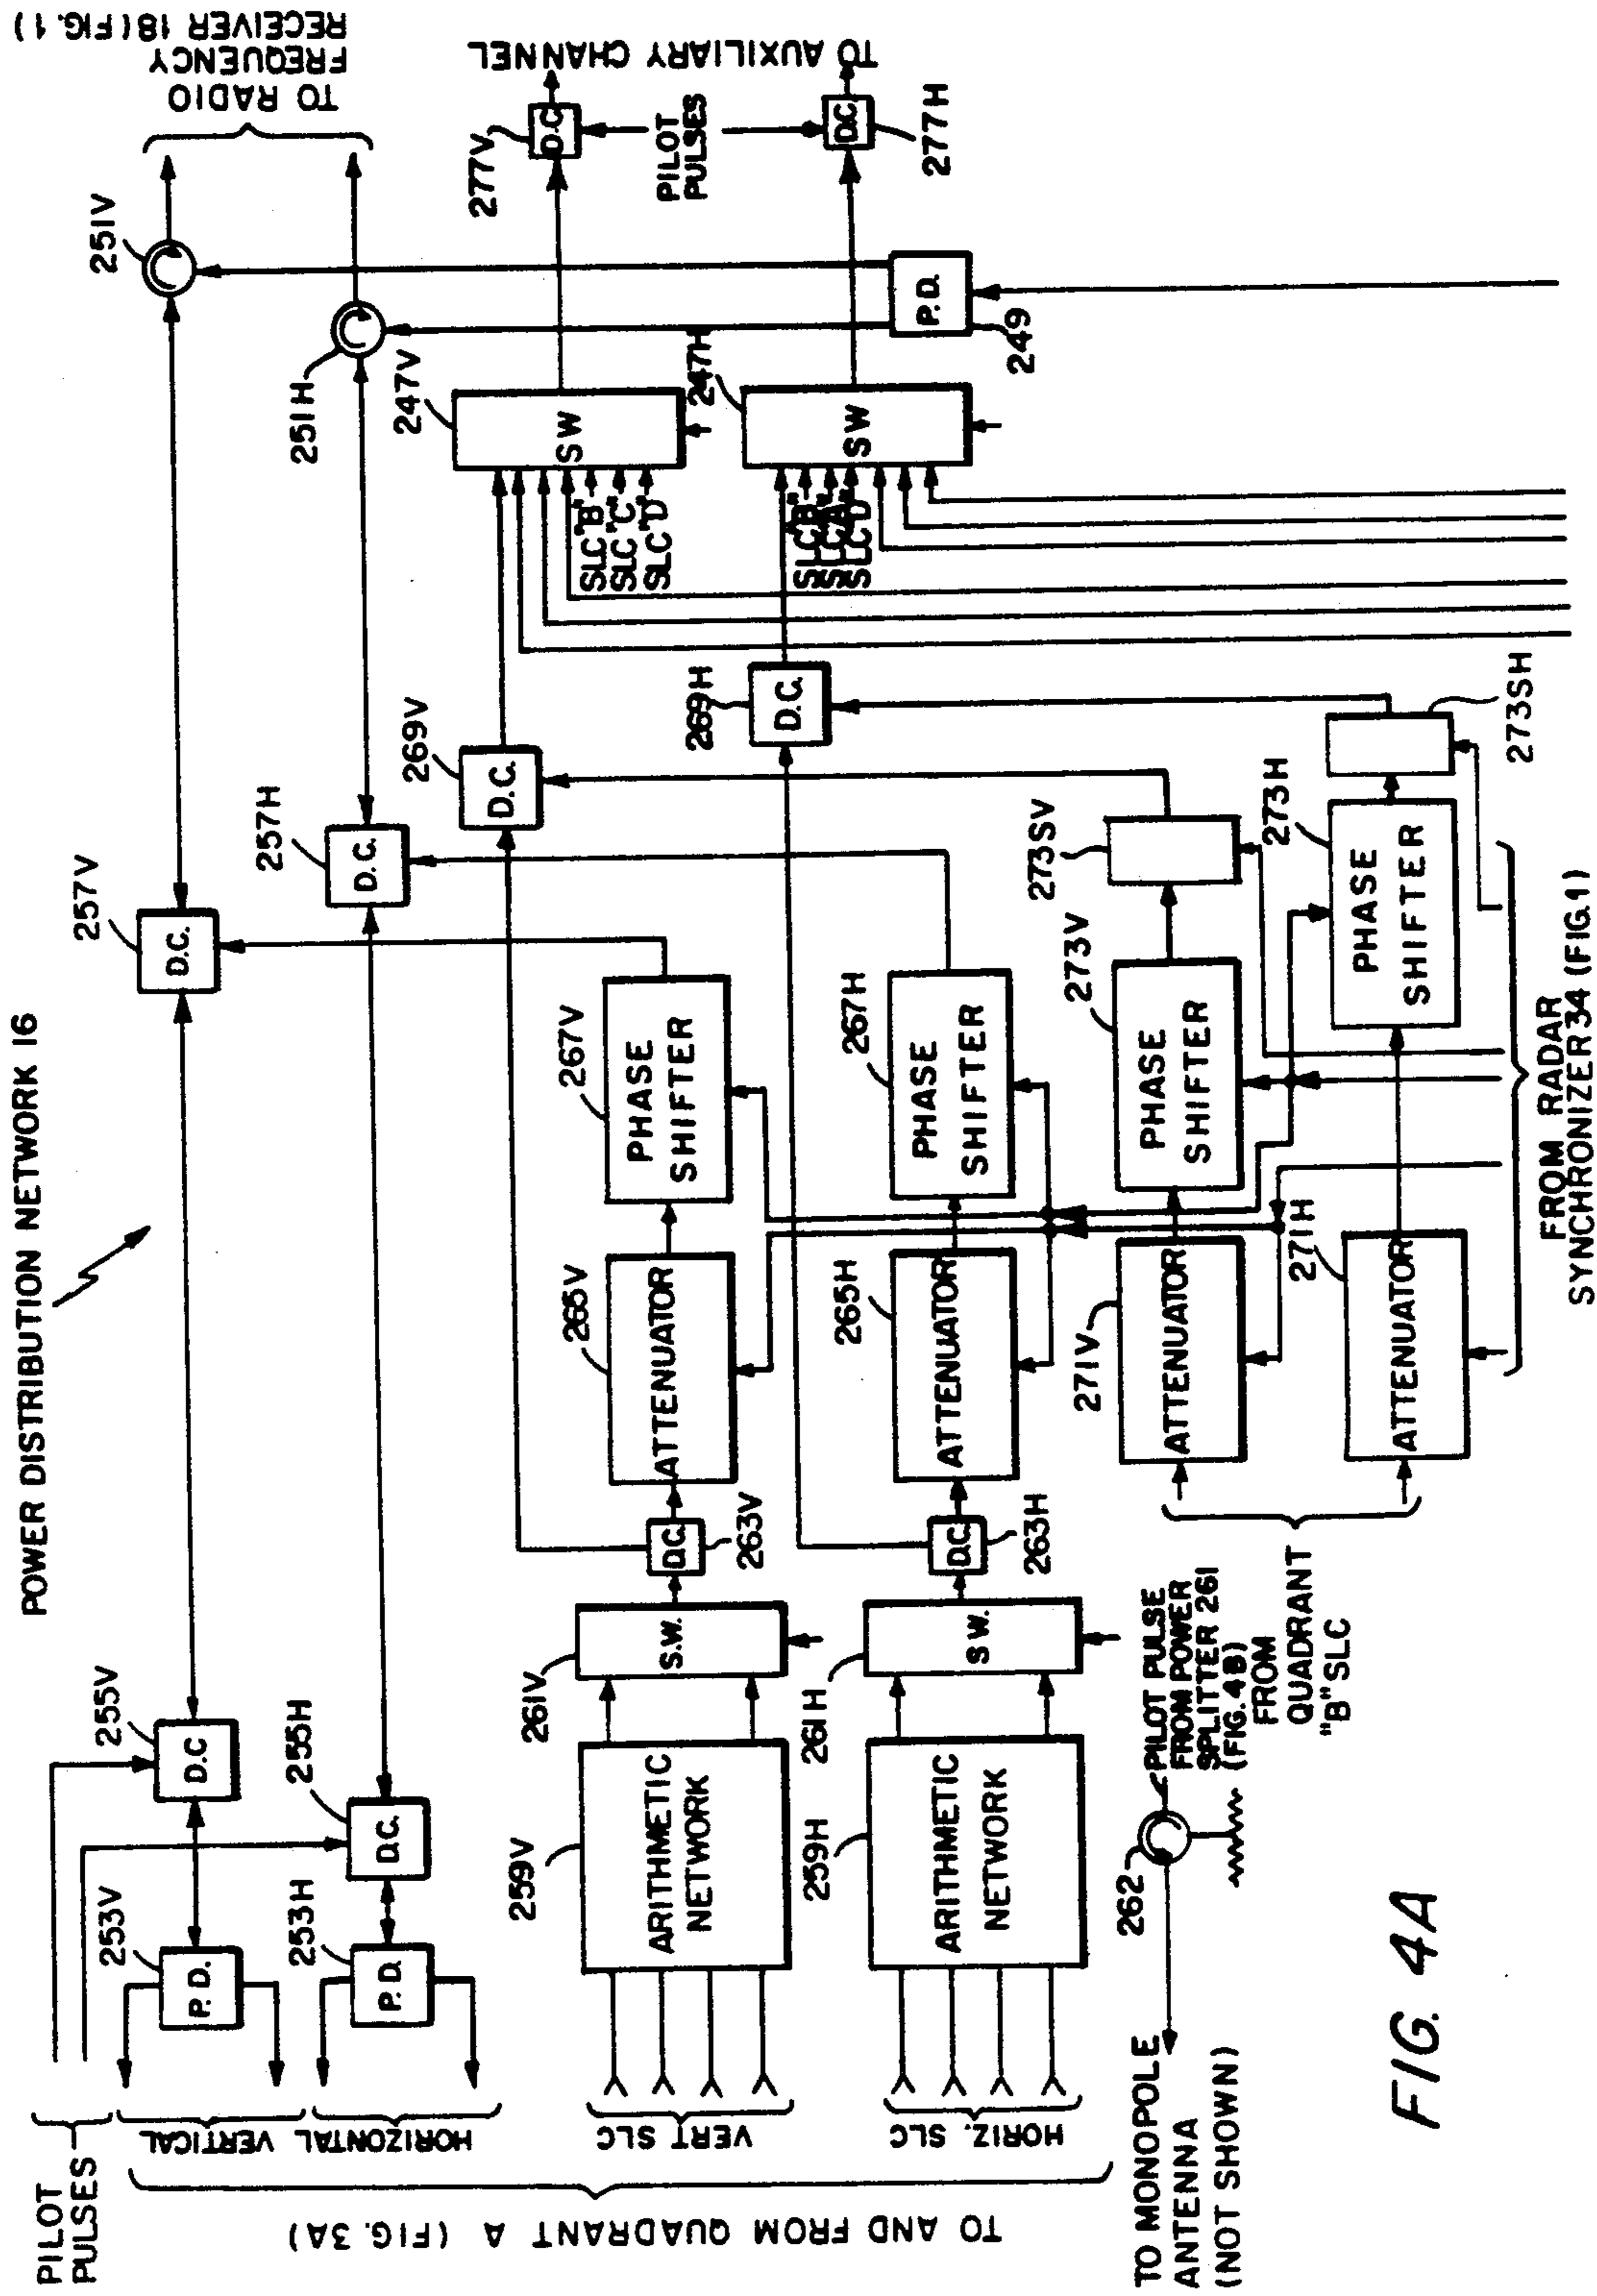 POWER DISTRIBUTION NETWORK 16
TO RADIO
FREQUENCY
RECEIVER 18 (FIG. 1)
TO AUXILIARY CHANNEL
PILOT
PULSES
277V
D.C
277H
D.C
251V
251H
247V
SW
SLC "B"
SLC "C"
SLC "D"
247H
SW
SLC "B"
SLC "A"
SLC "D"
P.D.
249
257V
D.C.
257H
D.C.
269V
D.C.
269H
D.C.
273SV
273SH
267V
PHASE
SHIFTER
267H
PHASE
SHIFTER
273V
PHASE
SHIFTER
273H
PHASE
SHIFTER
265V
ATTENUATOR
265H
ATTENUATOR
271V
ATTENUATOR
271H
ATTENUATOR
FROM RADAR
SYNCHRONIZER 34 (FIG.1)
263V
D.C.
263H
D.C.
261V
S.W.
261H
SW.
255V
D.C
255H
D.C.
253V
P.D.
253H
P.D.
259V
ARITHMETIC
NETWORK
259H
ARITHMETIC
NETWORK
PILOT PULSE
FROM POWER
SPLITTER 261
(FIG. 4B)
FROM
QUADRANT
"B" SLC
262
PILOT
PULSES
VERTICAL
HORIZONTAL
VERT SLC
HORIZ. SLC
TO AND FROM QUADRANT A (FIG. 3A)
TO MONOPOLE
ANTENNA
(NOT SHOWN)
FIG. 4A